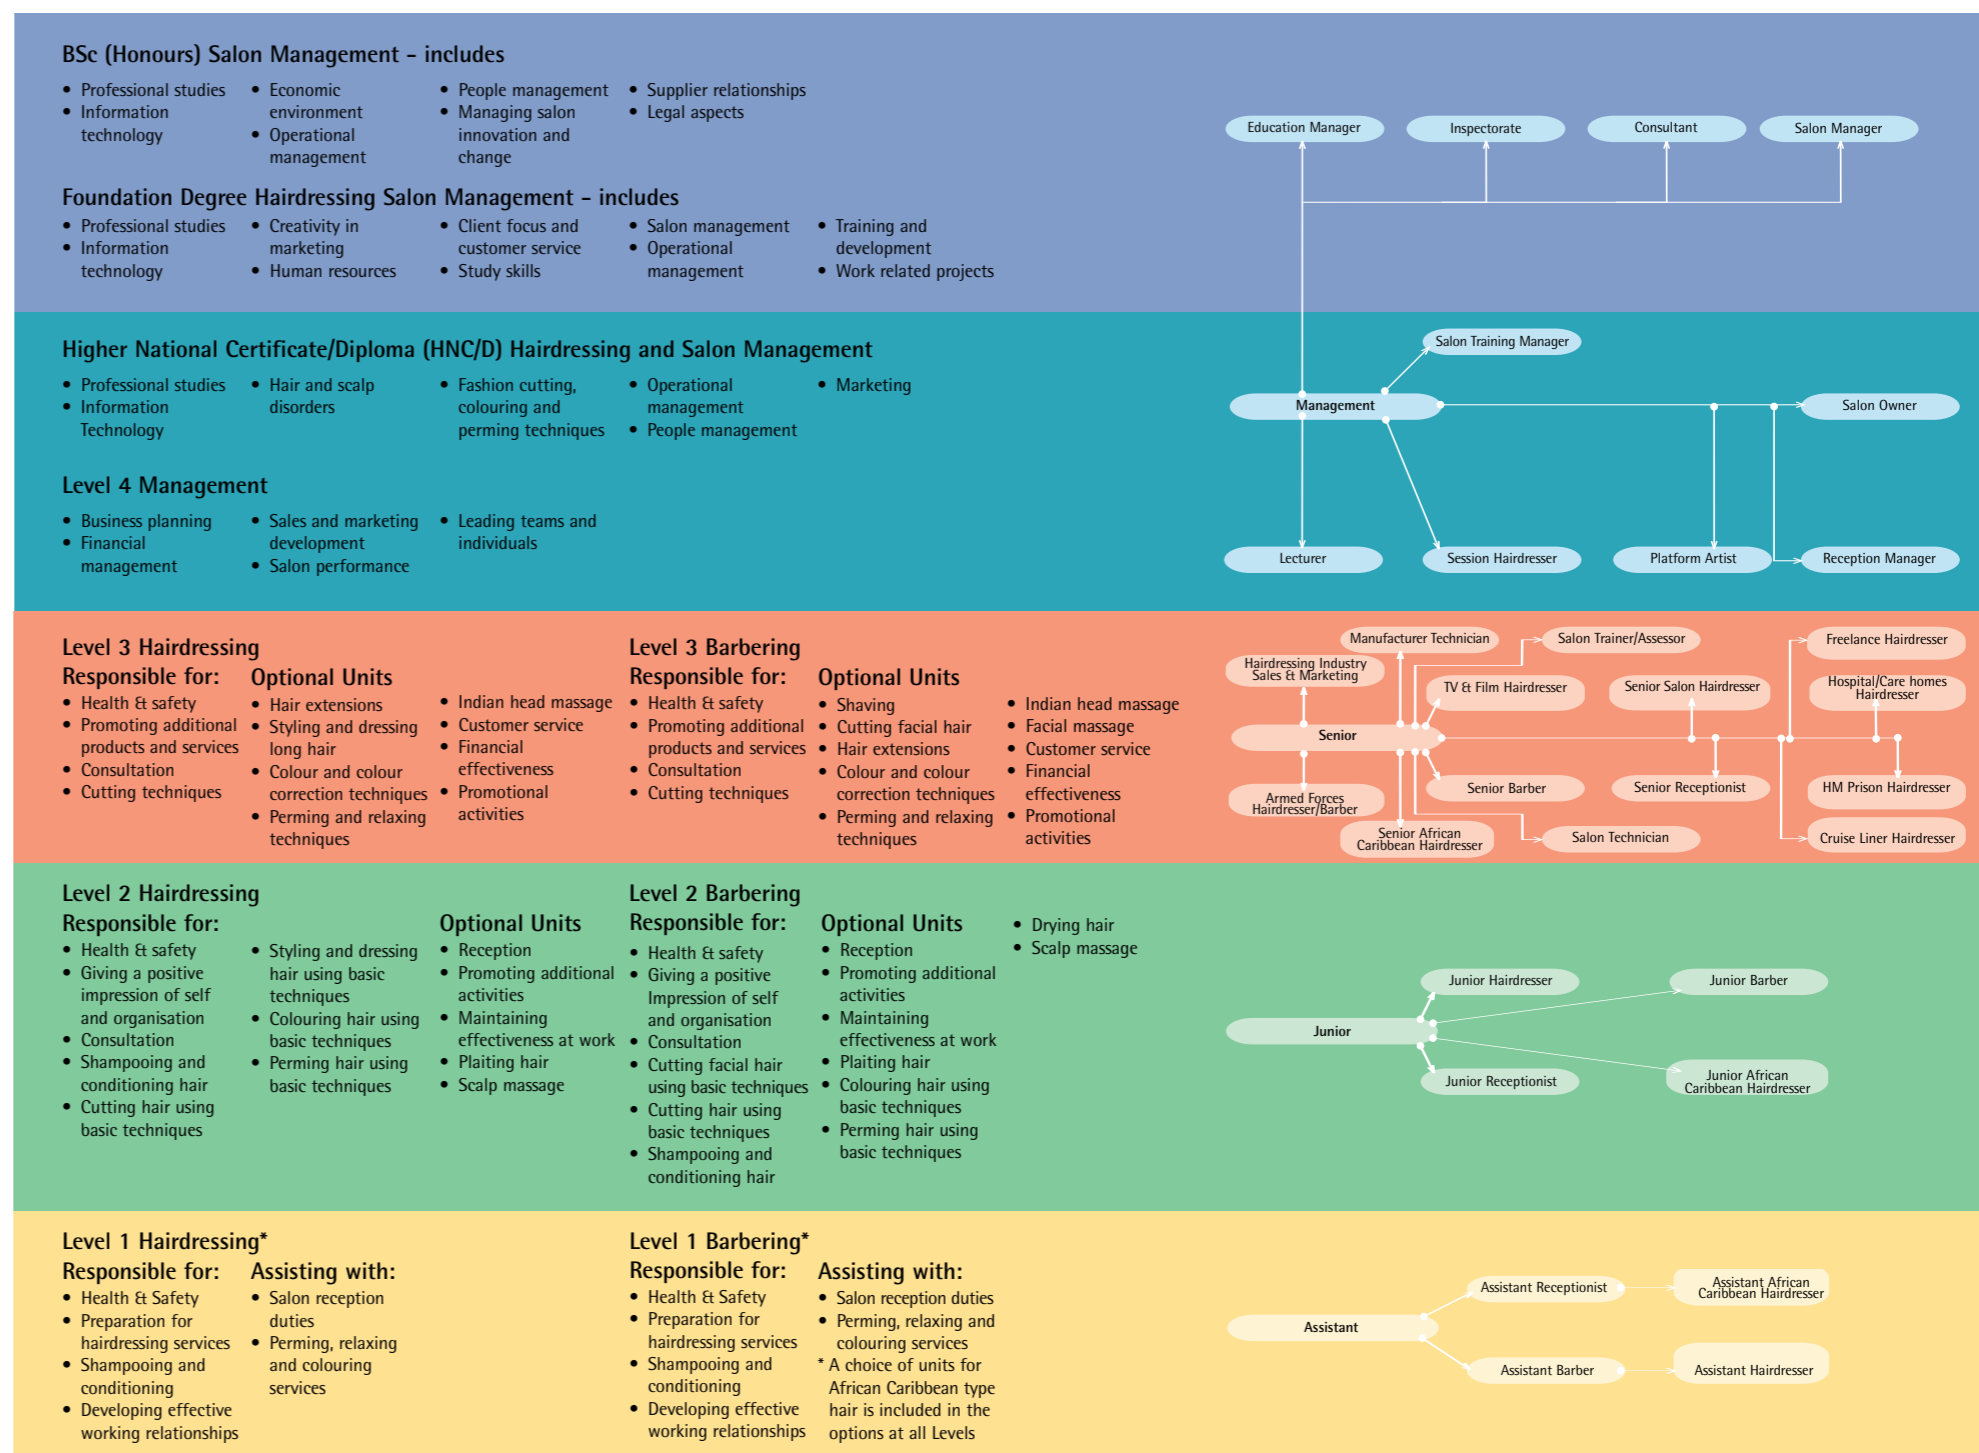 BSc (Honours) Salon Management - includes
• Professional studies
• Information
technology
• Economic
environment
• Operational
management
• People management
• Managing salon
innovation and
change
• Supplier relationships
• Legal aspects
Foundation Degree Hairdressing Salon Management - includes
• Professional studies
• Information
technology
• Creativity in
marketing
• Human resources
• Client focus and
customer service
• Study skills
• Salon management
• Operational
management
• Training and
development
• Work related projects
Education Manager
Inspectorate
Consultant
Salon Manager
Higher National Certificate/Diploma (HNC/D) Hairdressing and Salon Management
• Professional studies
• Information
Technology
• Hair and scalp
disorders
• Fashion cutting,
colouring and
perming techniques
• Operational
management
• People management
• Marketing
Level 4 Management
• Business planning
• Financial
management
• Sales and marketing
development
• Salon performance
• Leading teams and
individuals
Salon Training Manager
Management
Salon Owner
Lecturer
Session Hairdresser
Platform Artist
Reception Manager
Level 3 Hairdressing
Responsible for:
• Health & safety
• Promoting additional
products and services
• Consultation
• Cutting techniques
Optional Units
• Hair extensions
• Styling and dressing
long hair
• Colour and colour
correction techniques
• Perming and relaxing
techniques
• Indian head massage
• Customer service
• Financial
effectiveness
• Promotional
activities
Level 3 Barbering
Responsible for:
• Health & safety
• Promoting additional
products and services
• Consultation
• Cutting techniques
Optional Units
• Shaving
• Cutting facial hair
• Hair extensions
• Colour and colour
correction techniques
• Perming and relaxing
techniques
• Indian head massage
• Facial massage
• Customer service
• Financial
effectiveness
• Promotional
activities
Manufacturer Technician
Salon Trainer/Assessor
Freelance Hairdresser
Hairdressing Industry
Sales & Marketing
TV & Film Hairdresser
Senior Salon Hairdresser
Hospital/Care homes
Hairdresser
Senior
Armed Forces
Hairdresser/Barber
Senior Barber
Senior Receptionist
HM Prison Hairdresser
Senior African
Caribbean Hairdresser
Salon Technician
Cruise Liner Hairdresser
Level 2 Hairdressing
Responsible for:
• Health & safety
• Giving a positive
impression of self
and organisation
• Consultation
• Shampooing and
conditioning hair
• Cutting hair using
basic techniques
• Styling and dressing
hair using basic
techniques
• Colouring hair using
basic techniques
• Perming hair using
basic techniques
Optional Units
• Reception
• Promoting additional
activities
• Maintaining
effectiveness at work
• Plaiting hair
• Scalp massage
Level 2 Barbering
Responsible for:
• Health & safety
• Giving a positive
Impression of self
and organisation
• Consultation
• Cutting facial hair
using basic techniques
• Cutting hair using
basic techniques
• Shampooing and
conditioning hair
Optional Units
• Reception
• Promoting additional
activities
• Maintaining
effectiveness at work
• Plaiting hair
• Colouring hair using
basic techniques
• Perming hair using
basic techniques
• Drying hair
• Scalp massage
Junior Hairdresser
Junior Barber
Junior
Junior Receptionist
Junior African
Caribbean Hairdresser
Level 1 Hairdressing*
Responsible for:
• Health & Safety
• Preparation for
hairdressing services
• Shampooing and
conditioning
• Developing effective
working relationships
Assisting with:
• Salon reception
duties
• Perming, relaxing
and colouring
services
Level 1 Barbering*
Responsible for:
• Health & Safety
• Preparation for
hairdressing services
• Shampooing and
conditioning
• Developing effective
working relationships
Assisting with:
• Salon reception duties
• Perming, relaxing and
colouring services
* A choice of units for
African Caribbean type
hair is included in the
options at all Levels
Assistant Receptionist
Assistant African
Caribbean Hairdresser
Assistant
Assistant Barber
Assistant Hairdresser